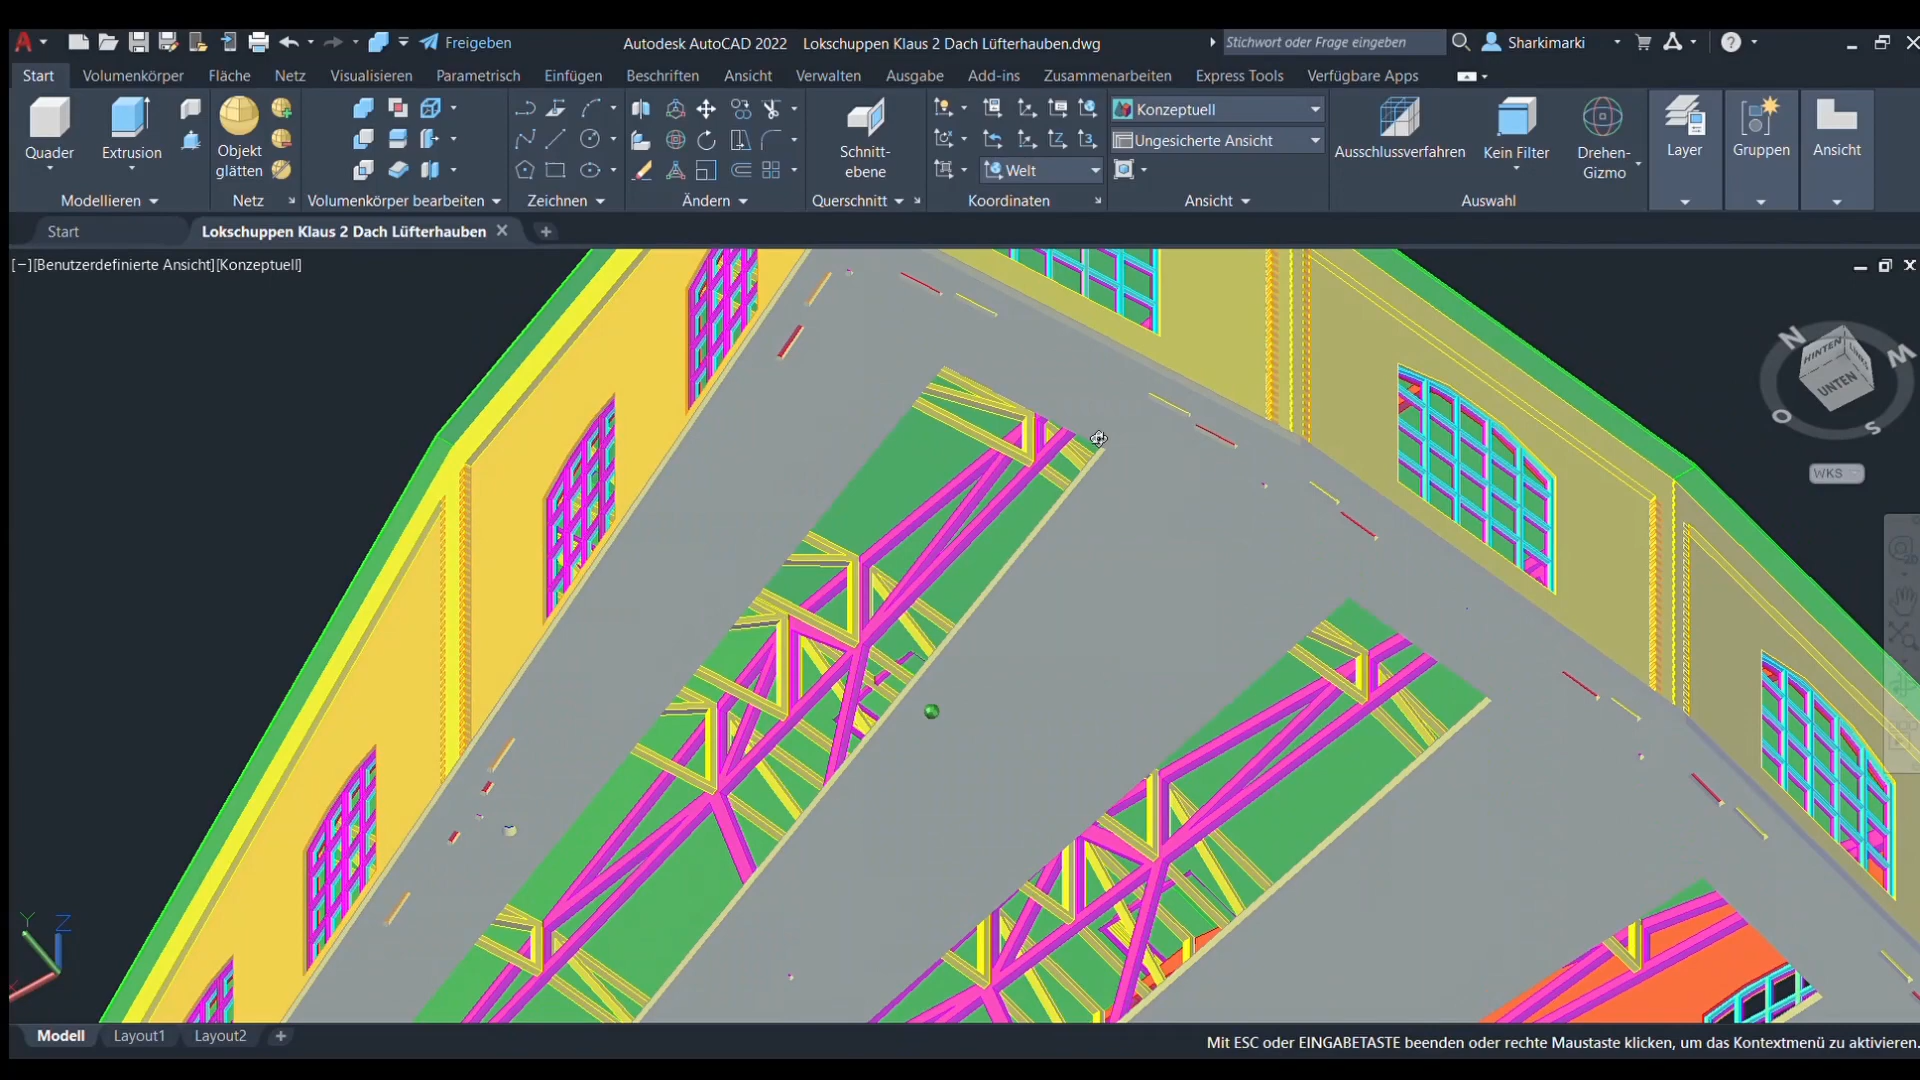 Freigeben
Autodesk AutoCAD 2022 Lokschuppen Klaus 2 Dach Lüfterhauben.dwg
Stichwort oder Frage eingeben
Sharkimarki
Start Volumenkörper Fläche Netz Visualisieren Parametrisch Einfügen Beschriften Ansicht Verwalten Ausgabe Add-ins Zusammenarbeiten Express Tools Verfügbare Apps
Quader
Extrusion
Objekt
glätten
Schnitt-
ebene
Welt
Konzeptuell
Ungesicherte Ansicht
Ausschlussverfahren
Kein Filter
Drehen-
Gizmo
Layer
Gruppen
Ansicht
Modellieren Netz Volumenkörper bearbeiten Zeichnen Ändern Querschnitt Koordinaten Ansicht Auswahl
Start
Lokschuppen Klaus 2 Dach Lüfterhauben
[−][Benutzerdefinierte Ansicht][Konzeptuell]
N
W
HINTEN
LINKS
UNTEN
O
S
WKS
Y Z
Modell Layout1 Layout2
Mit ESC oder EINGABETASTE beenden oder rechte Maustaste klicken, um das Kontextmenü zu aktivieren.